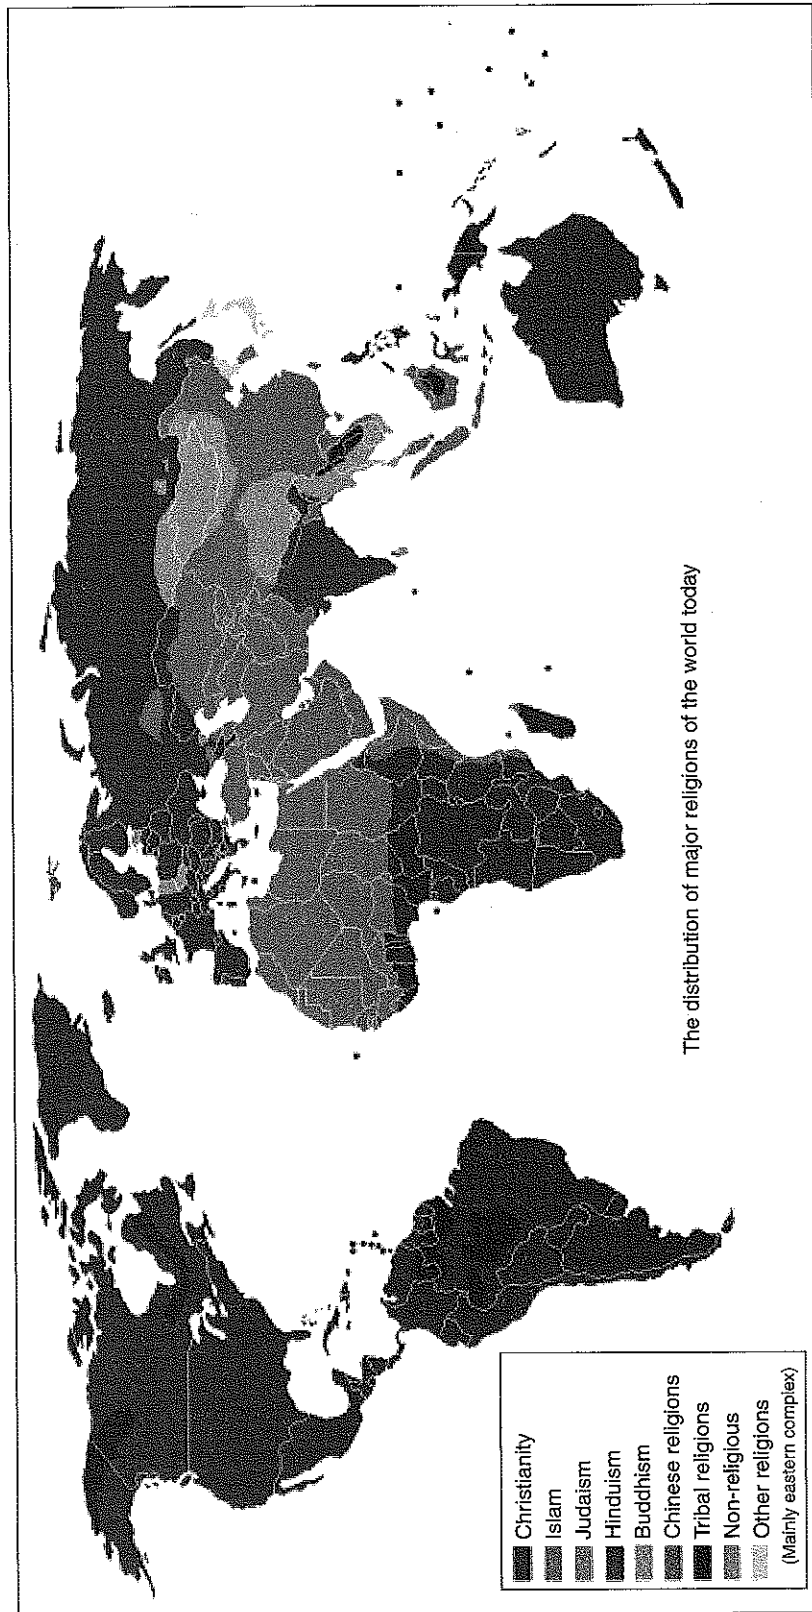 The distribution of major religions of the world today
Christianity
Islam
Judaism
Hinduism
Buddhism
Chinese religions
Tribal religions
Non-religious
Other religions
(Mainly eastern complex)